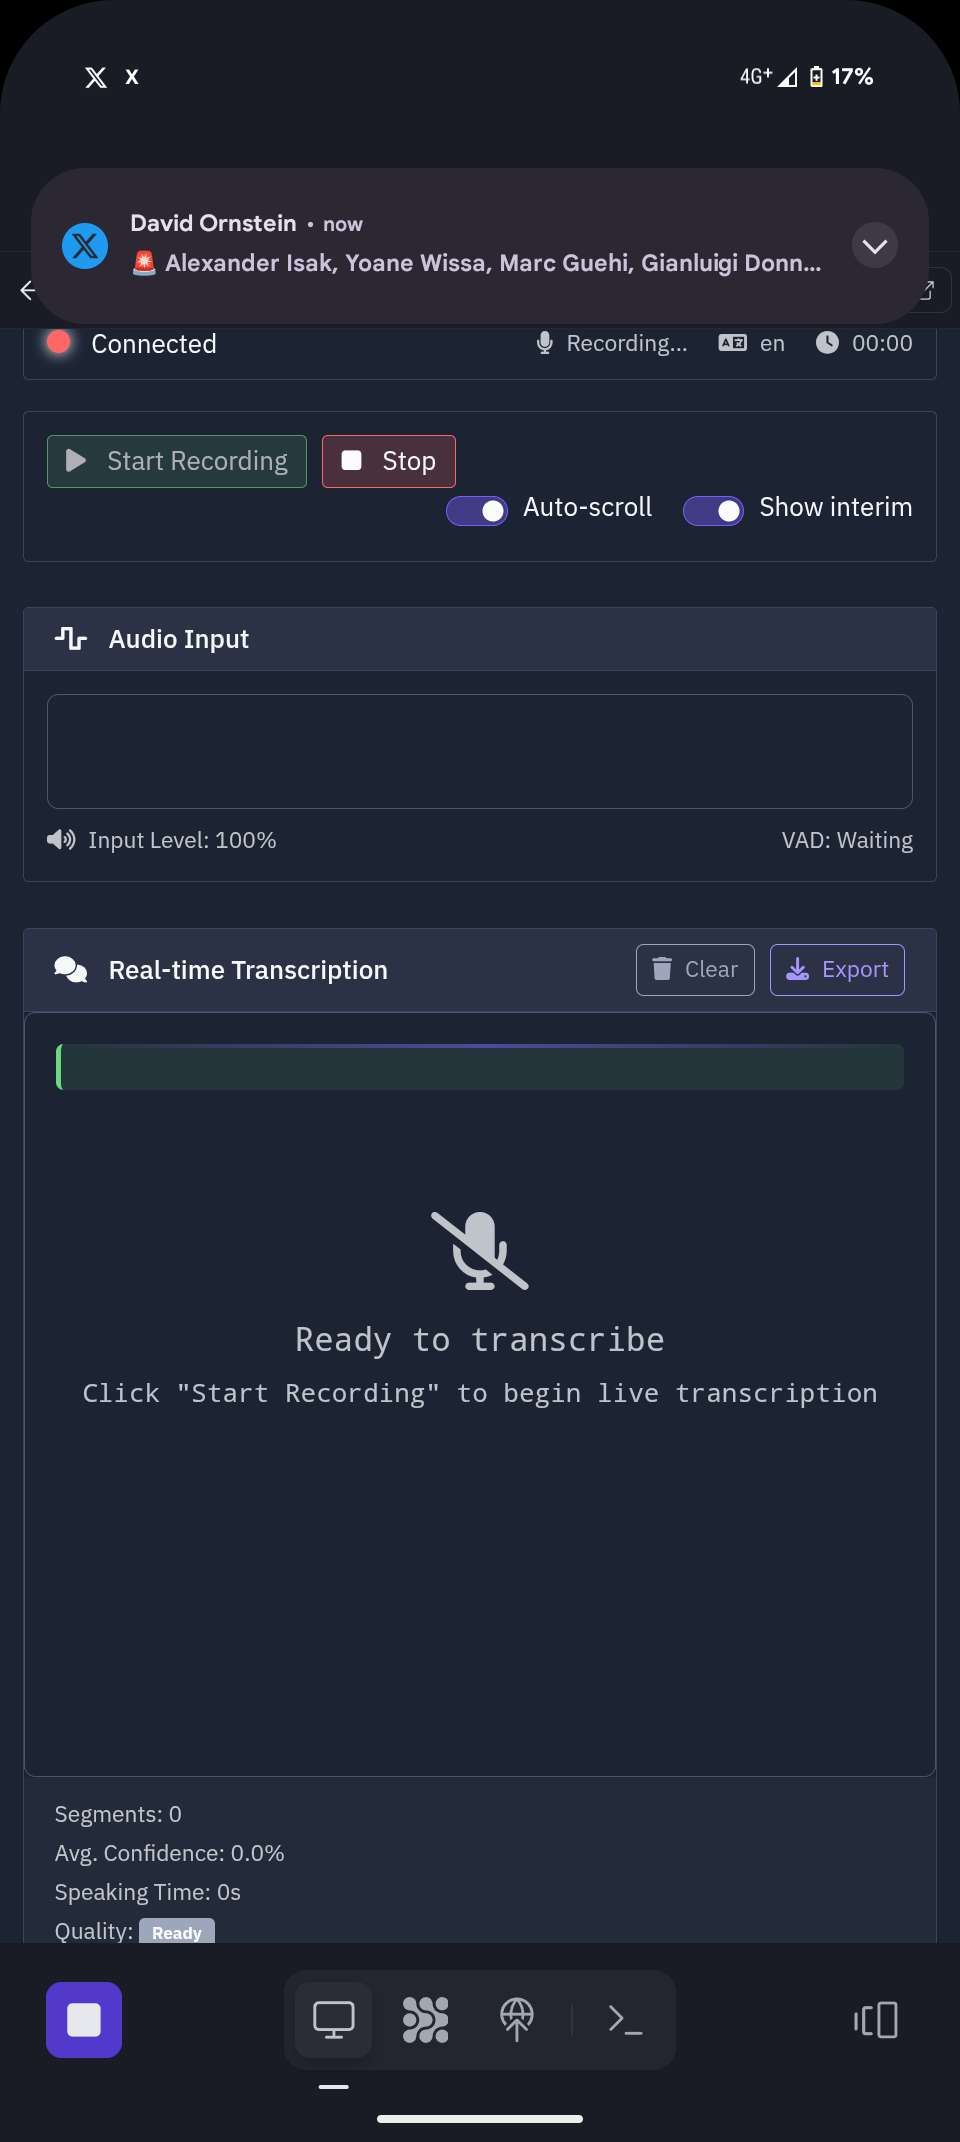 X 4G+ 17%
David Ornstein • now
🚨 Alexander Isak, Yoane Wissa, Marc Guehi, Gianluigi Donn...
Connected Recording... en 00:00
Start Recording Stop
Auto-scroll Show interim
Audio Input
Input Level: 100% VAD: Waiting
Real-time Transcription Clear Export
Ready to transcribe
Click "Start Recording" to begin live transcription
Segments: 0
Avg. Confidence: 0.0%
Speaking Time: 0s
Quality: Ready